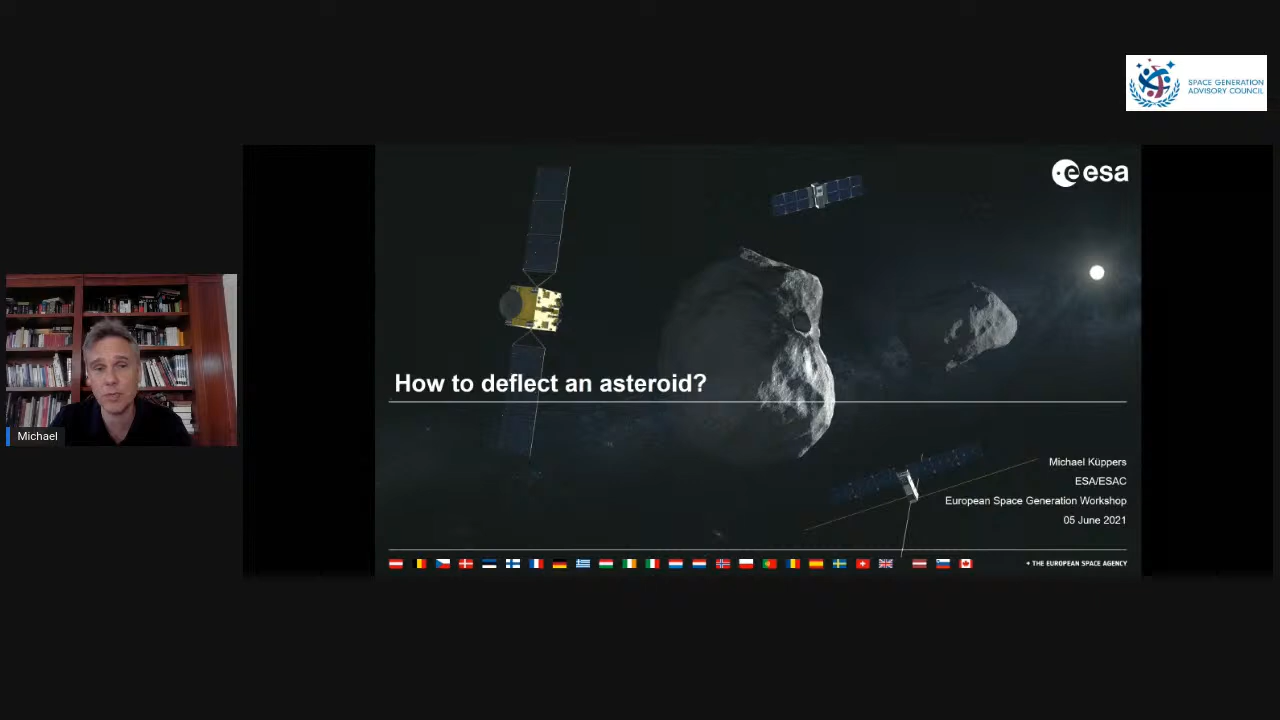 SPACE GENERATION
ADVISORY COUNCIL
esa
How to deflect an asteroid?
Michael Küppers
ESA/ESAC
European Space Generation Workshop
05 June 2021
Michael
→ THE EUROPEAN SPACE AGENCY